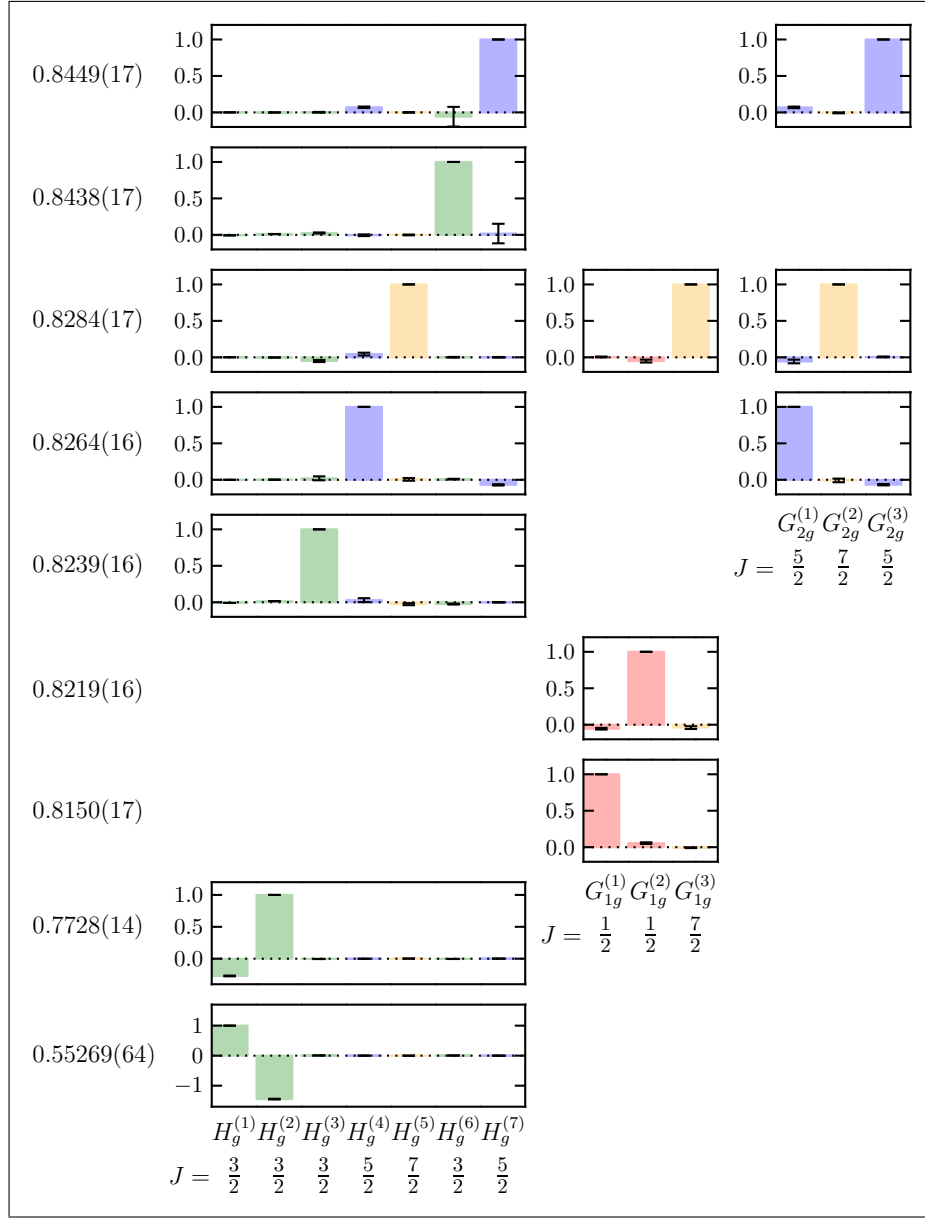 0.8449(17) 1.0 0.5 0.0 1.0 0.5 0.0
0.8438(17) 1.0 0.5 0.0
0.8284(17) 1.0 0.5 0.0 1.0 0.5 0.0 1.0 0.5 0.0
0.8264(16) 1.0 0.5 0.0 1.0 0.5 0.0
G_{2g}^{(1)} G_{2g}^{(2)} G_{2g}^{(3)}
J = 5/2 7/2 5/2
0.8239(16) 1.0 0.5 0.0
0.8219(16) 1.0 0.5 0.0
0.8150(17) 1.0 0.5 0.0
G_{1g}^{(1)} G_{1g}^{(2)} G_{1g}^{(3)}
J = 1/2 1/2 7/2
0.7728(14) 1.0 0.5 0.0
0.55269(64) 1 0 −1
H_g^{(1)} H_g^{(2)} H_g^{(3)} H_g^{(4)} H_g^{(5)} H_g^{(6)} H_g^{(7)}
J = 3/2 3/2 3/2 5/2 7/2 3/2 5/2